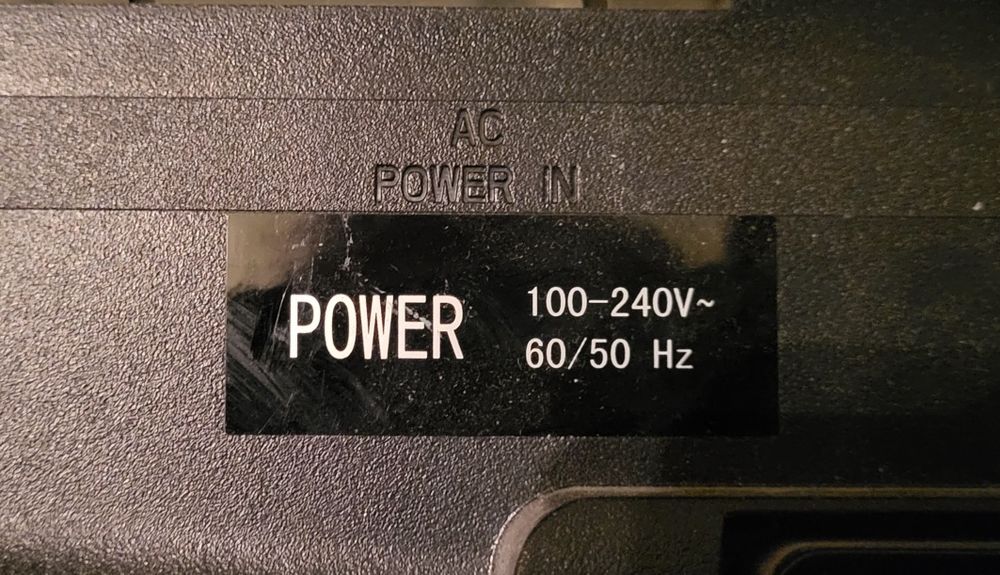 AC
POWER IN
POWER
100-240V~
60/50 Hz